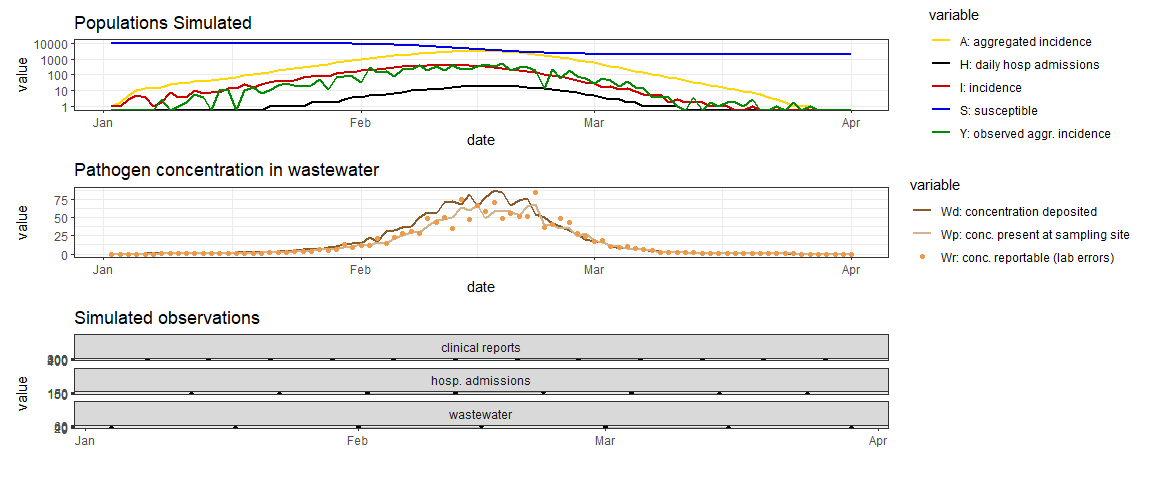 Populations Simulated
value
10000
1000
100
10
1
Jan
Feb
Mar
Apr
date
variable
A: aggregated incidence
H: daily hosp admissions
I: incidence
S: susceptible
Y: observed aggr. incidence
Pathogen concentration in wastewater
value
75
50
25
0
Jan
Feb
Mar
Apr
date
variable
Wd: concentration deposited
Wp: conc. present at sampling site
Wr: conc. reportable (lab errors)
Simulated observations
value
clinical reports
hosp. admissions
wastewater
Jan
Feb
Mar
Apr